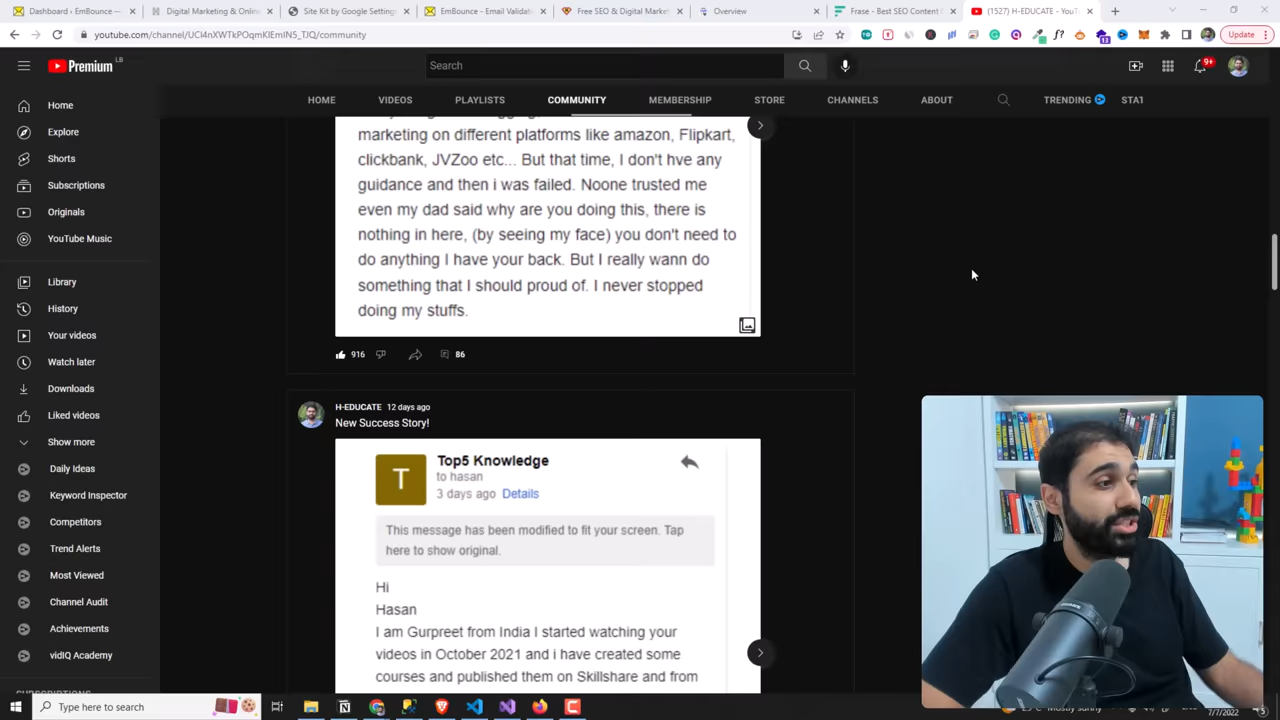 Dashboard ‹ EmBounce —
Digital Marketing & Onlin
Site Kit by Google Setting
EmBounce - Email Validat
Free SEO & Digital Market
Overview
Frase - Best SEO Content
(1527) H-EDUCATE - YouT
Update
youtube.com/channel/UCl4nXWTkPOqmKlEmIN5_TJQ/community
Premium
LB
Search
9+
Home
Explore
Shorts
Subscriptions
Originals
YouTube Music
Library
History
Your videos
Watch later
Downloads
Liked videos
Show more
Daily Ideas
Keyword Inspector
Competitors
Trend Alerts
Most Viewed
Channel Audit
Achievements
vidIQ Academy
HOME
VIDEOS
PLAYLISTS
COMMUNITY
MEMBERSHIP
STORE
CHANNELS
ABOUT
TRENDING
marketing on different platforms like amazon, Flipkart,
clickbank, JVZoo etc... But that time, I don't hve any
guidance and then i was failed. Noone trusted me
even my dad said why are you doing this, there is
nothing in here, (by seeing my face) you don't need to
do anything I have your back. But I really wann do
something that I should proud of. I never stopped
doing my stuffs.
916
86
H-EDUCATE 12 days ago
New Success Story!
T
Top5 Knowledge
to hasan
3 days ago Details
This message has been modified to fit your screen. Tap
here to show original.
Hi
Hasan
I am Gurpreet from India I started watching your
videos in October 2021 and i have created some
courses and published them on Skillshare and from
Type here to search
Mostly sunny
7/7/2022